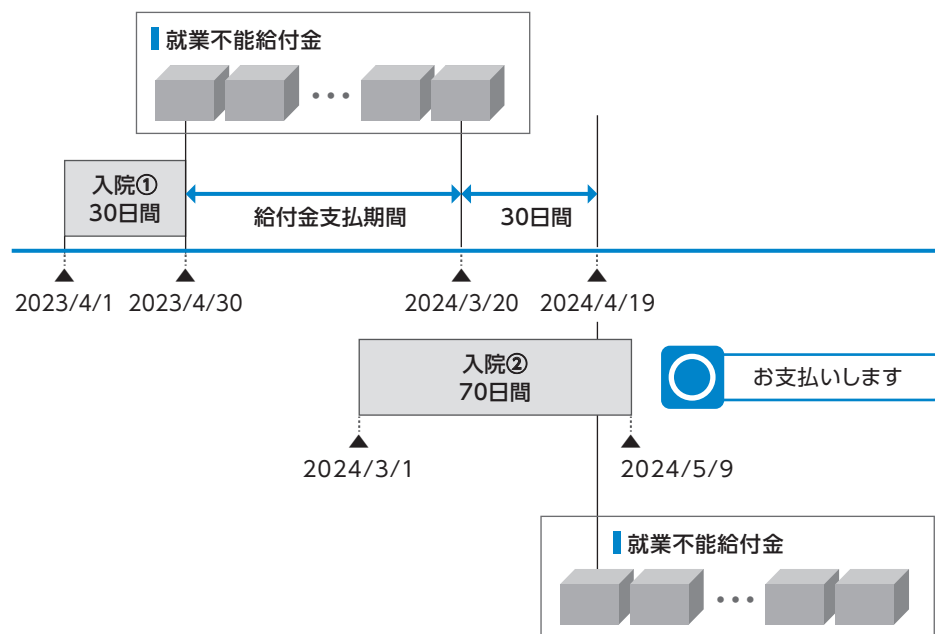 就業不能給付金
入院①
30日間
給付金支払期間
30日間
2023/4/1
2023/4/30
2024/3/20
2024/4/19
入院②
70日間
お支払いします
2024/3/1
2024/5/9
就業不能給付金